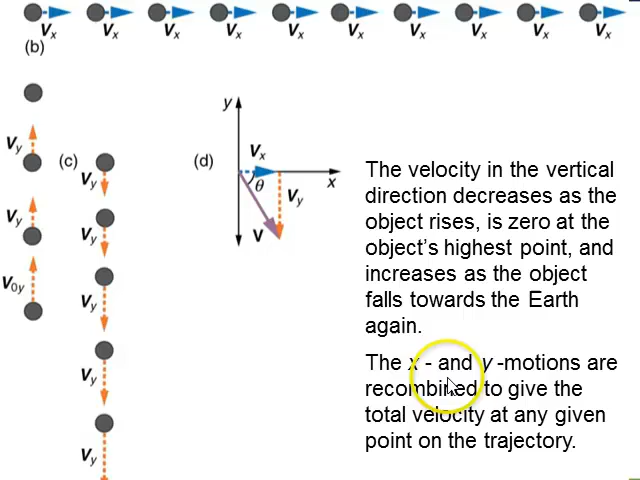 Vx Vx Vx Vx Vx Vx Vx Vx Vx Vx
(b)
Vy
(c)
Vy
Vy
Vy
V0y
Vy
Vy
Vy
(d)
y
Vx
x
θ
Vy
V
The velocity in the vertical
direction decreases as the
object rises, is zero at the
object's highest point, and
increases as the object
falls towards the Earth
again.
The x - and y -motions are
recombined to give the
total velocity at any given
point on the trajectory.